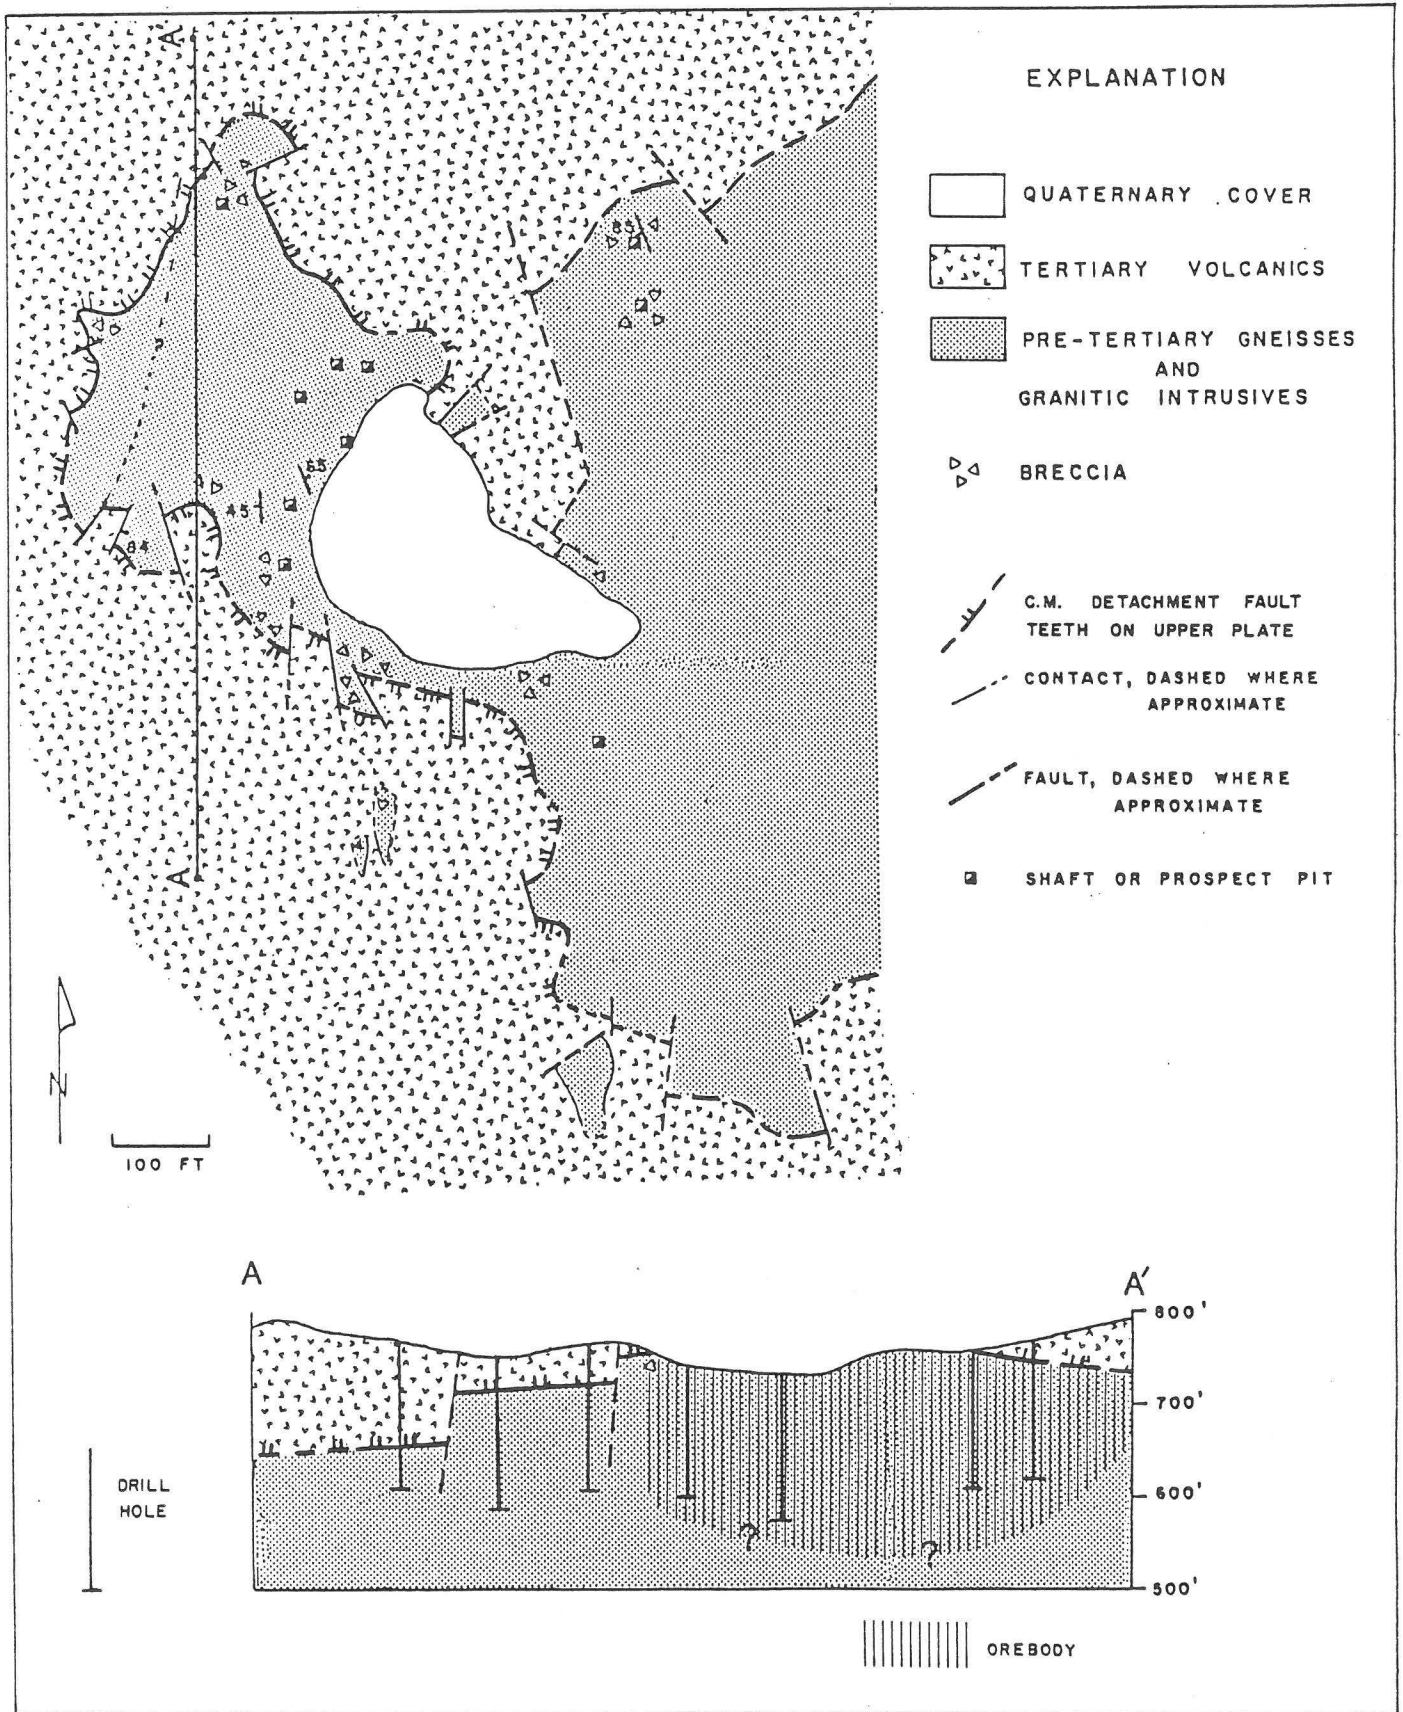 A'
EXPLANATION
QUATERNARY COVER
TERTIARY VOLCANICS
PRE-TERTIARY GNEISSES
AND
GRANITIC INTRUSIVES
BRECCIA
C.M. DETACHMENT FAULT
TEETH ON UPPER PLATE
CONTACT, DASHED WHERE
APPROXIMATE
FAULT, DASHED WHERE
APPROXIMATE
SHAFT OR PROSPECT PIT
85
?
65
45
84
A
N
100 FT
A
A'
800'
700'
600'
500'
DRILL
HOLE
?
?
OREBODY